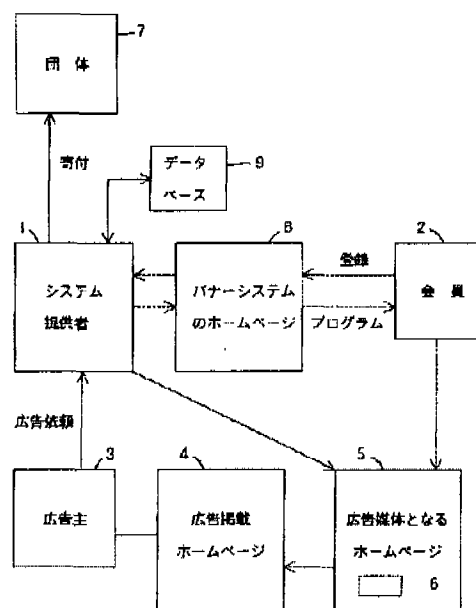 7
団 体
寄付
データ
ベース
9
1
8
2
システム
提供者
バナーシステム
のホームページ
登録
プログラム
会 員
広告依頼
3
4
5
広告主
広告掲載
ホームページ
広告媒体となる
ホームページ
6